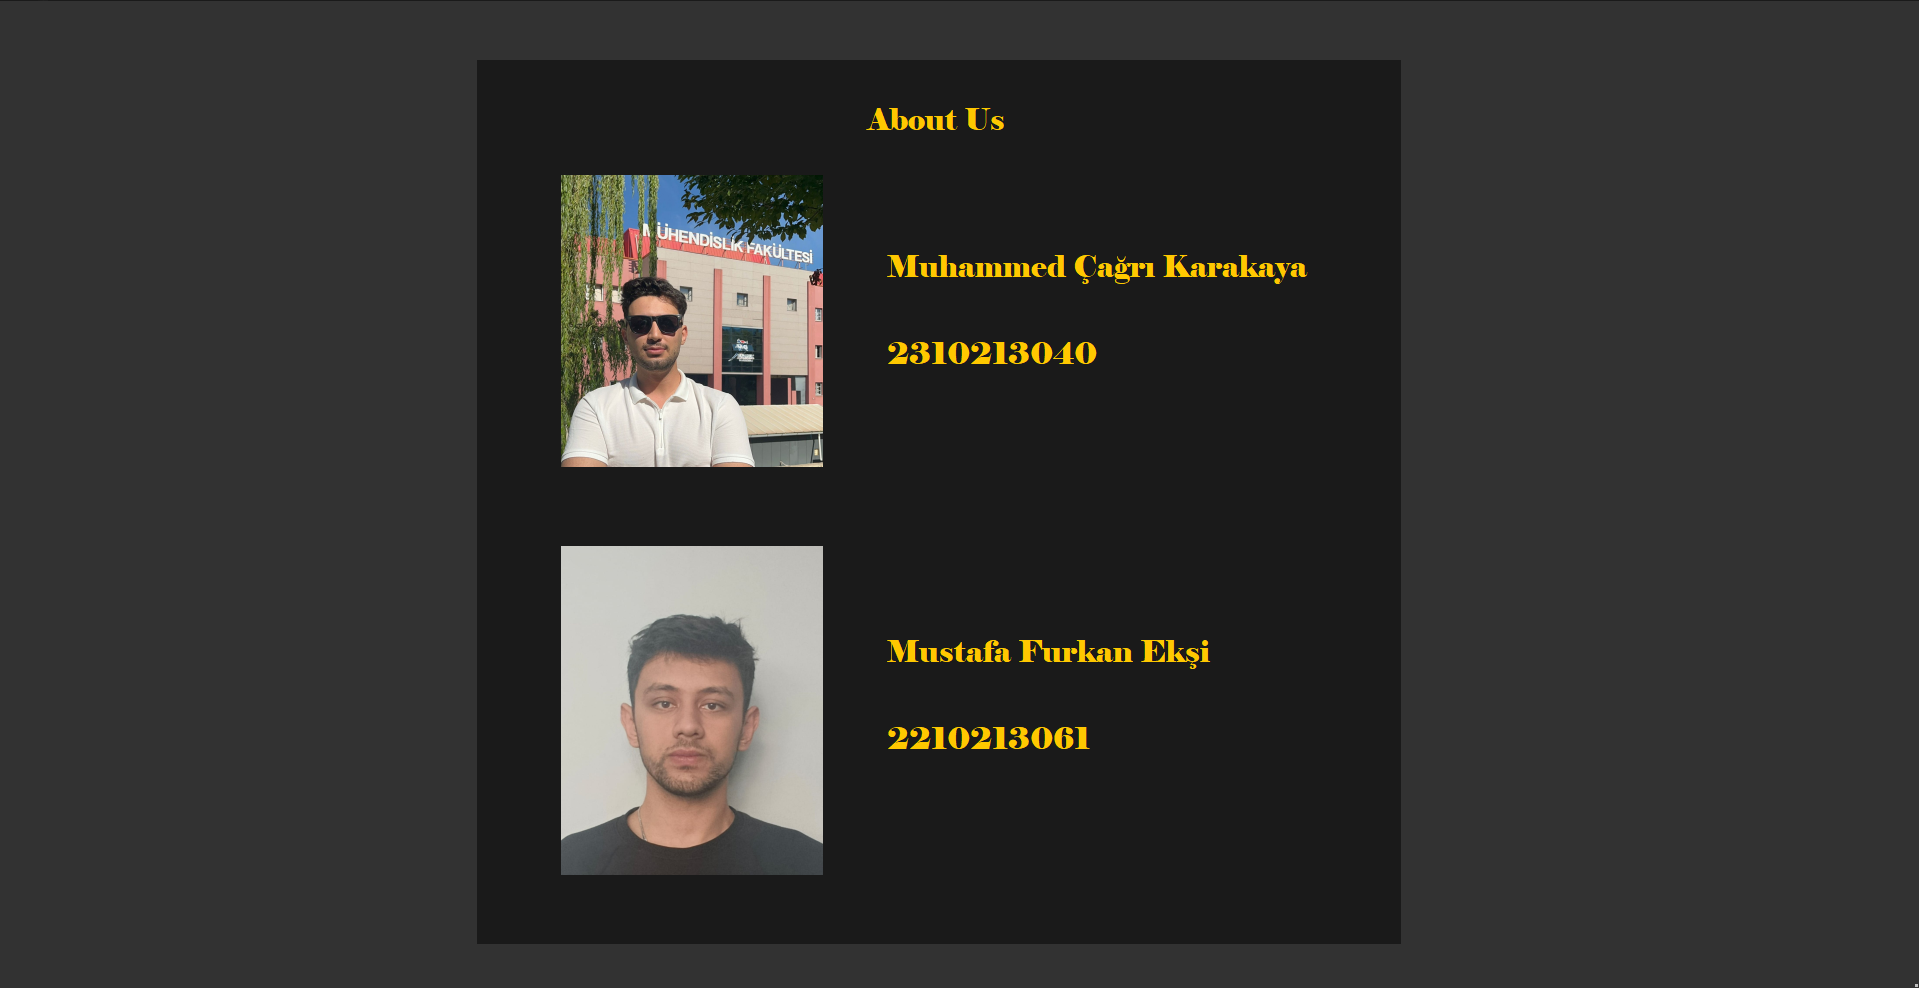 About Us
MÜHENDİSLİK FAKÜLTESİ
Muhammed Çağrı Karakaya
2310213040
Mustafa Furkan Ekşi
2210213061